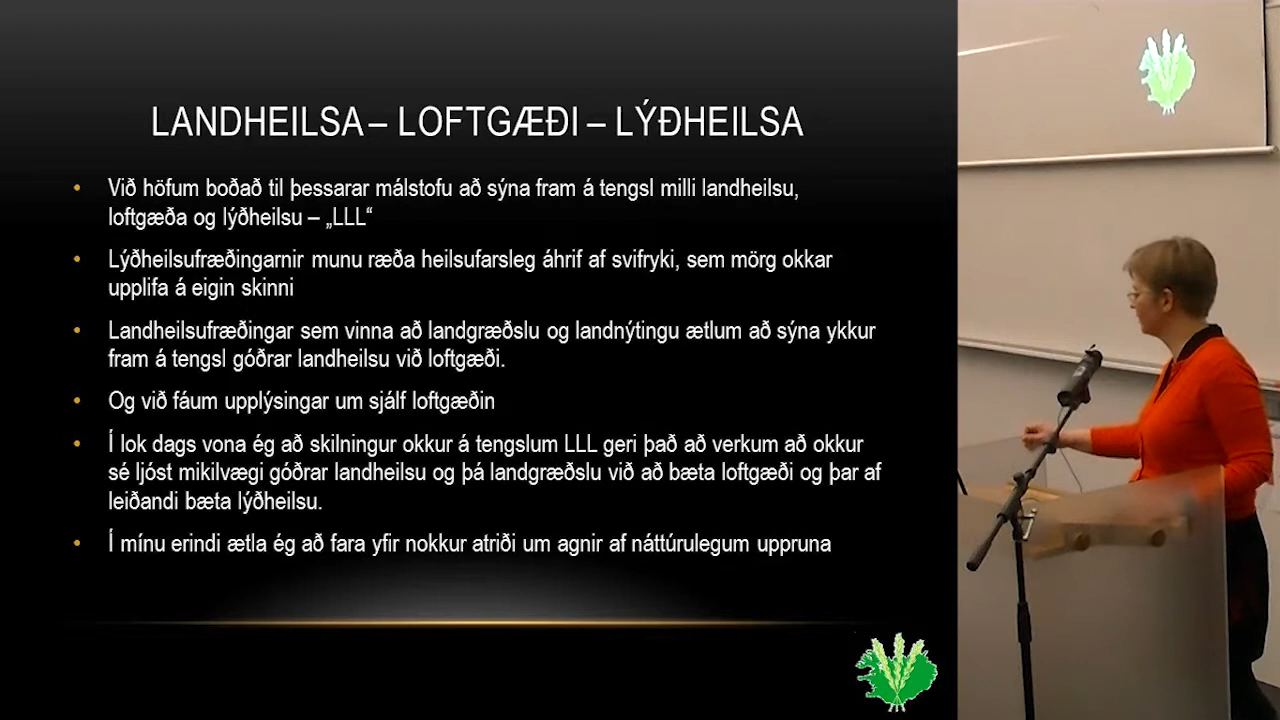 LANDHEILSA – LOFTGÆÐI – LÝÐHEILSA
• Við höfum boðað til þessarar málstofu að sýna fram á tengsl milli landheilsu,
loftgæða og lýðheilsu – „LLL“
• Lýðheilsufræðingarnir munu ræða heilsufarsleg áhrif af svifryki, sem mörg okkar
upplifa á eigin skinni
• Landheilsufræðingar sem vinna að landgræðslu og landnýtingu ætlum að sýna ykkur
fram á tengsl góðrar landheilsu við loftgæði.
• Og við fáum upplýsingar um sjálf loftgæðin
• Í lok dags vona ég að skilningur okkur á tengslum LLL geri það að verkum að okkur
sé ljóst mikilvægi góðrar landheilsu og þá landgræðslu við að bæta loftgæði og þar af
leiðandi bæta lýðheilsu.
• Í mínu erindi ætla ég að fara yfir nokkur atriði um agnir af náttúrulegum uppruna